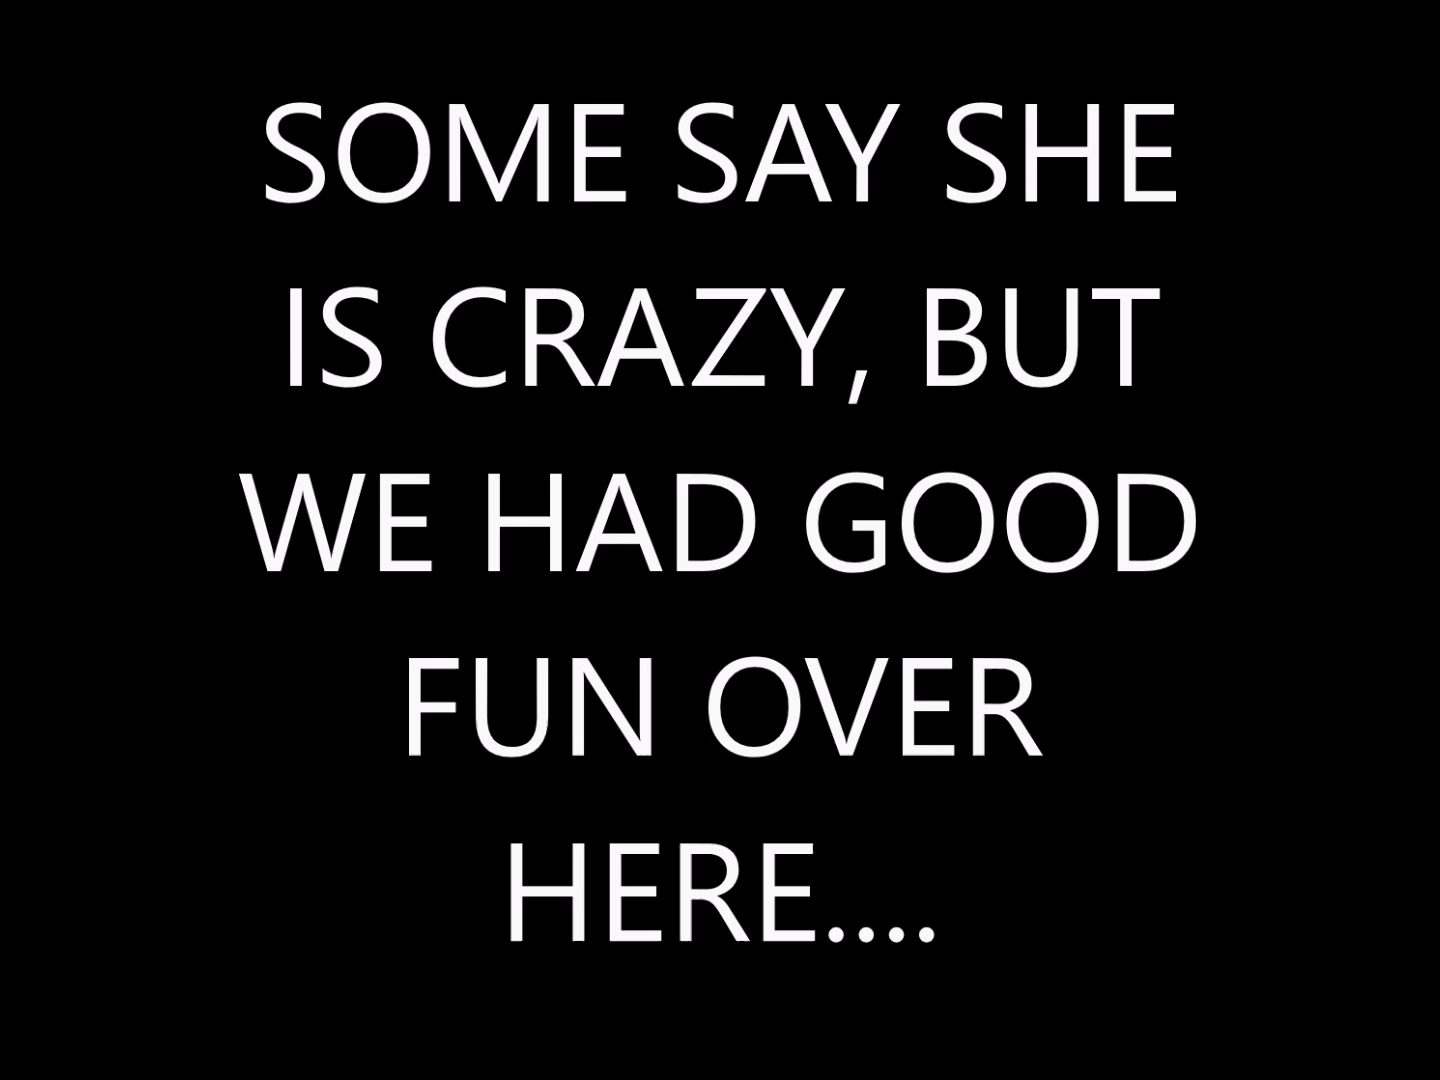 SOME SAY SHE
IS CRAZY, BUT
WE HAD GOOD
FUN OVER
HERE....